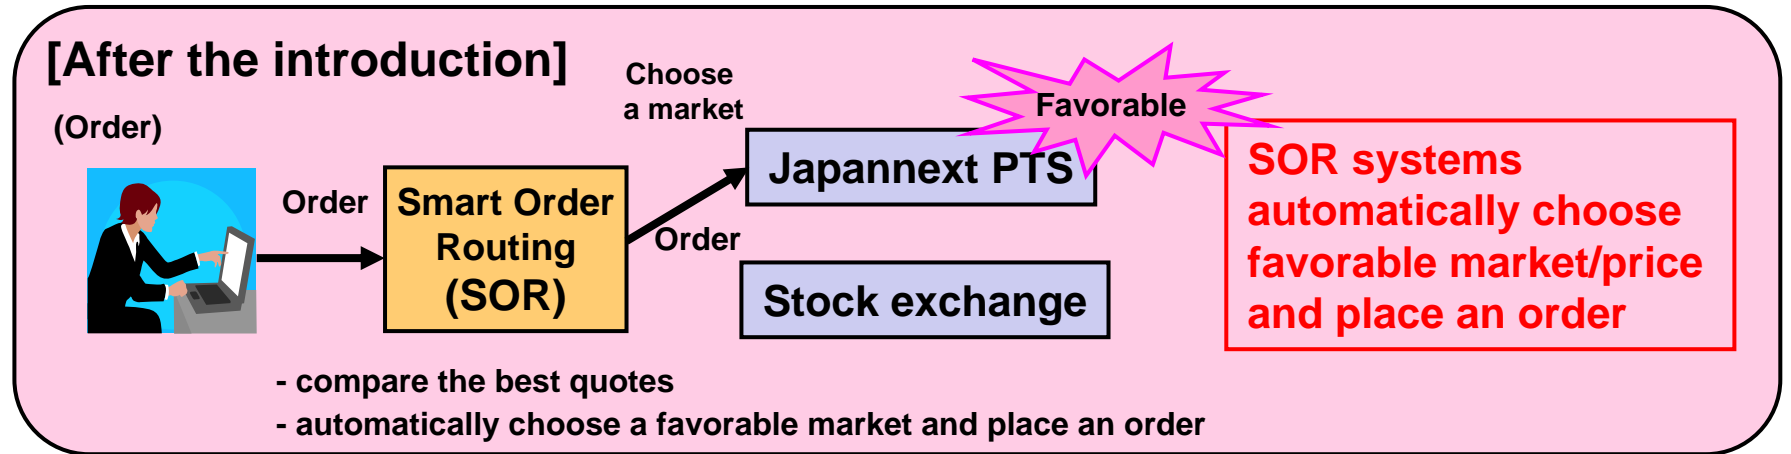 [After the introduction]
(Order)
Order
Smart Order
Routing
(SOR)
Choose
a market
Order
Japannext PTS
Favorable
Stock exchange
SOR systems
automatically choose
favorable market/price
and place an order
- compare the best quotes
- automatically choose a favorable market and place an order